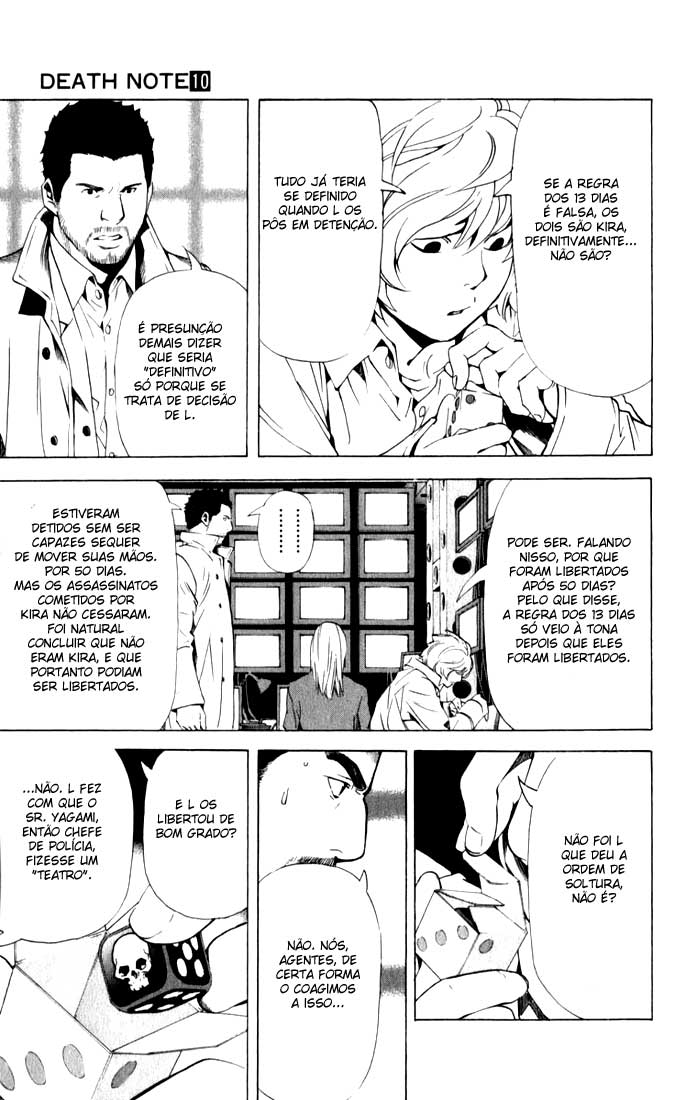 DEATH NOTE 10
SE A REGRA
DOS 13 DIAS
É FALSA, OS
DOIS SÃO KIRA,
DEFINITIVAMENTE...
NÃO SÃO?
TUDO JÁ TERIA
SE DEFINIDO
QUANDO L OS
PÔS EM DETENÇÃO.
É PRESUNÇÃO
DEMAIS DIZER
QUE SERIA
"DEFINITIVO"
SÓ PORQUE SE
TRATA DE DECISÃO
DE L.
PODE SER. FALANDO
NISSO, POR QUE
FORAM LIBERTADOS
APÓS 50 DIAS?
PELO QUE DISSE,
A REGRA DOS 13 DIAS
SÓ VEIO À TONA
DEPOIS QUE ELES
FORAM LIBERTADOS.
ESTIVERAM
DETIDOS SEM SER
CAPAZES SEQUER
DE MOVER SUAS MÃOS.
POR 50 DIAS.
MAS OS ASSASSINATOS
COMETIDOS POR
KIRA NÃO CESSARAM.
FOI NATURAL
CONCLUIR QUE NÃO
ERAM KIRA, E QUE
PORTANTO PODIAM
SER LIBERTADOS.
NÃO FOI L
QUE DEU A
ORDEM DE
SOLTURA,
NÃO É?
NÃO. NÓS,
AGENTES, DE
CERTA FORMA
O COAGIMOS
A ISSO...
E L OS
LIBERTOU DE
BOM GRADO?
...NÃO. L FEZ
COM QUE O
SR. YAGAMI,
ENTÃO CHEFE
DE POLÍCIA,
FIZESSE UM
"TEATRO".